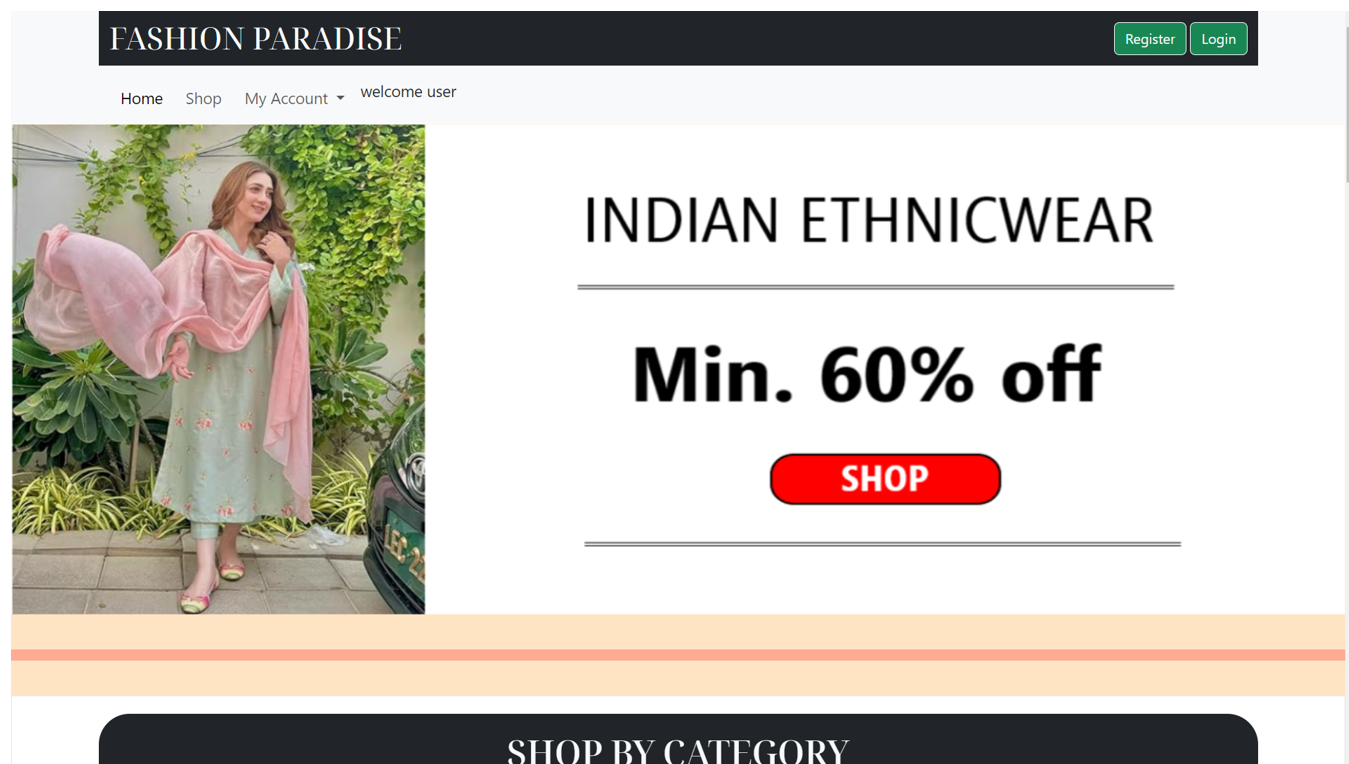 FASHION PARADISE
Register Login
Home Shop My Account welcome user
INDIAN ETHNICWEAR
Min. 60% off
SHOP
SHOP BY CATEGORY